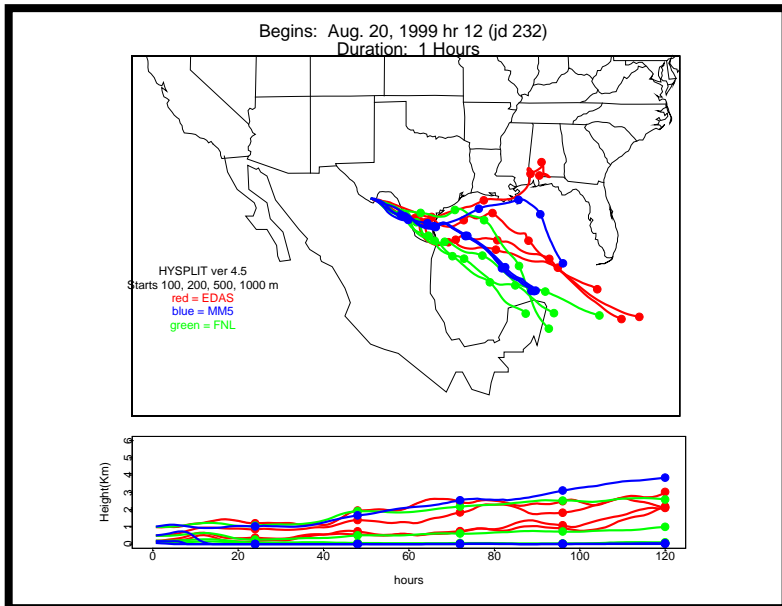 Begins: Aug. 20, 1999 hr 12 (jd 232)
Duration: 1 Hours
HYSPLIT ver 4.5
Starts 100, 200, 500, 1000 m
red = EDAS
blue = MM5
green = FNL
Height(Km)
6
5
4
3
2
1
0
0 20 40 60 80 100 120
hours